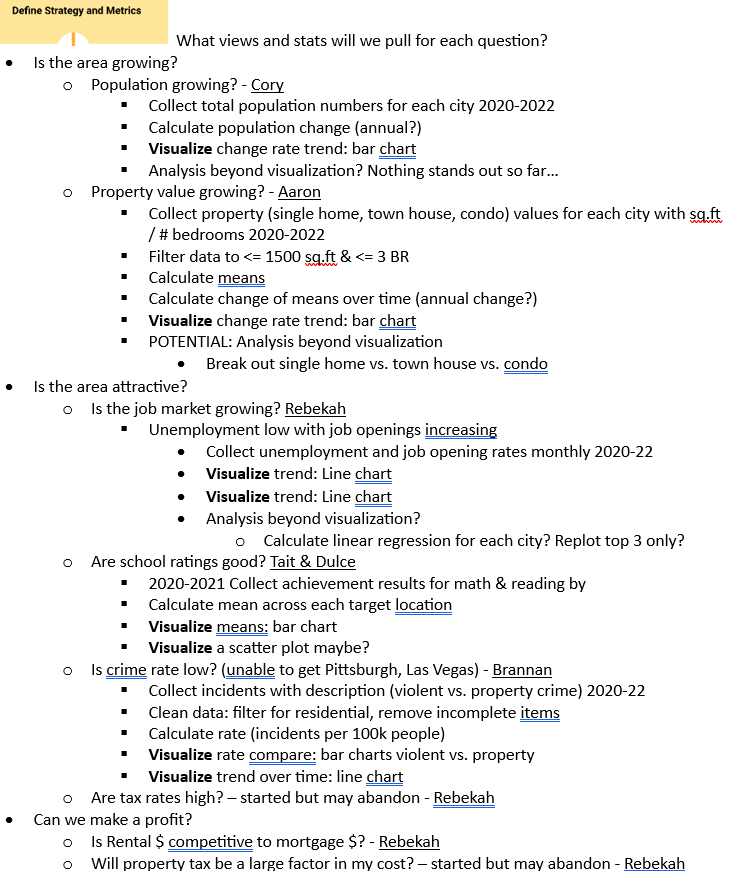 Define Strategy and Metrics
What views and stats will we pull for each question?
• Is the area growing?
o Population growing? - Cory
▪ Collect total population numbers for each city 2020-2022
▪ Calculate population change (annual?)
▪ Visualize change rate trend: bar chart
▪ Analysis beyond visualization? Nothing stands out so far...
o Property value growing? - Aaron
▪ Collect property (single home, town house, condo) values for each city with sq.ft
/ # bedrooms 2020-2022
▪ Filter data to <= 1500 sq.ft & <= 3 BR
▪ Calculate means
▪ Calculate change of means over time (annual change?)
▪ Visualize change rate trend: bar chart
▪ POTENTIAL: Analysis beyond visualization
• Break out single home vs. town house vs. condo
• Is the area attractive?
o Is the job market growing? Rebekah
▪ Unemployment low with job openings increasing
• Collect unemployment and job opening rates monthly 2020-22
• Visualize trend: Line chart
• Visualize trend: Line chart
• Analysis beyond visualization?
o Calculate linear regression for each city? Replot top 3 only?
o Are school ratings good? Tait & Dulce
▪ 2020-2021 Collect achievement results for math & reading by
▪ Calculate mean across each target location
▪ Visualize means: bar chart
▪ Visualize a scatter plot maybe?
o Is crime rate low? (unable to get Pittsburgh, Las Vegas) - Brannan
▪ Collect incidents with description (violent vs. property crime) 2020-22
▪ Clean data: filter for residential, remove incomplete items
▪ Calculate rate (incidents per 100k people)
▪ Visualize rate compare: bar charts violent vs. property
▪ Visualize trend over time: line chart
o Are tax rates high? – started but may abandon - Rebekah
• Can we make a profit?
o Is Rental $ competitive to mortgage $? - Rebekah
o Will property tax be a large factor in my cost? – started but may abandon - Rebekah